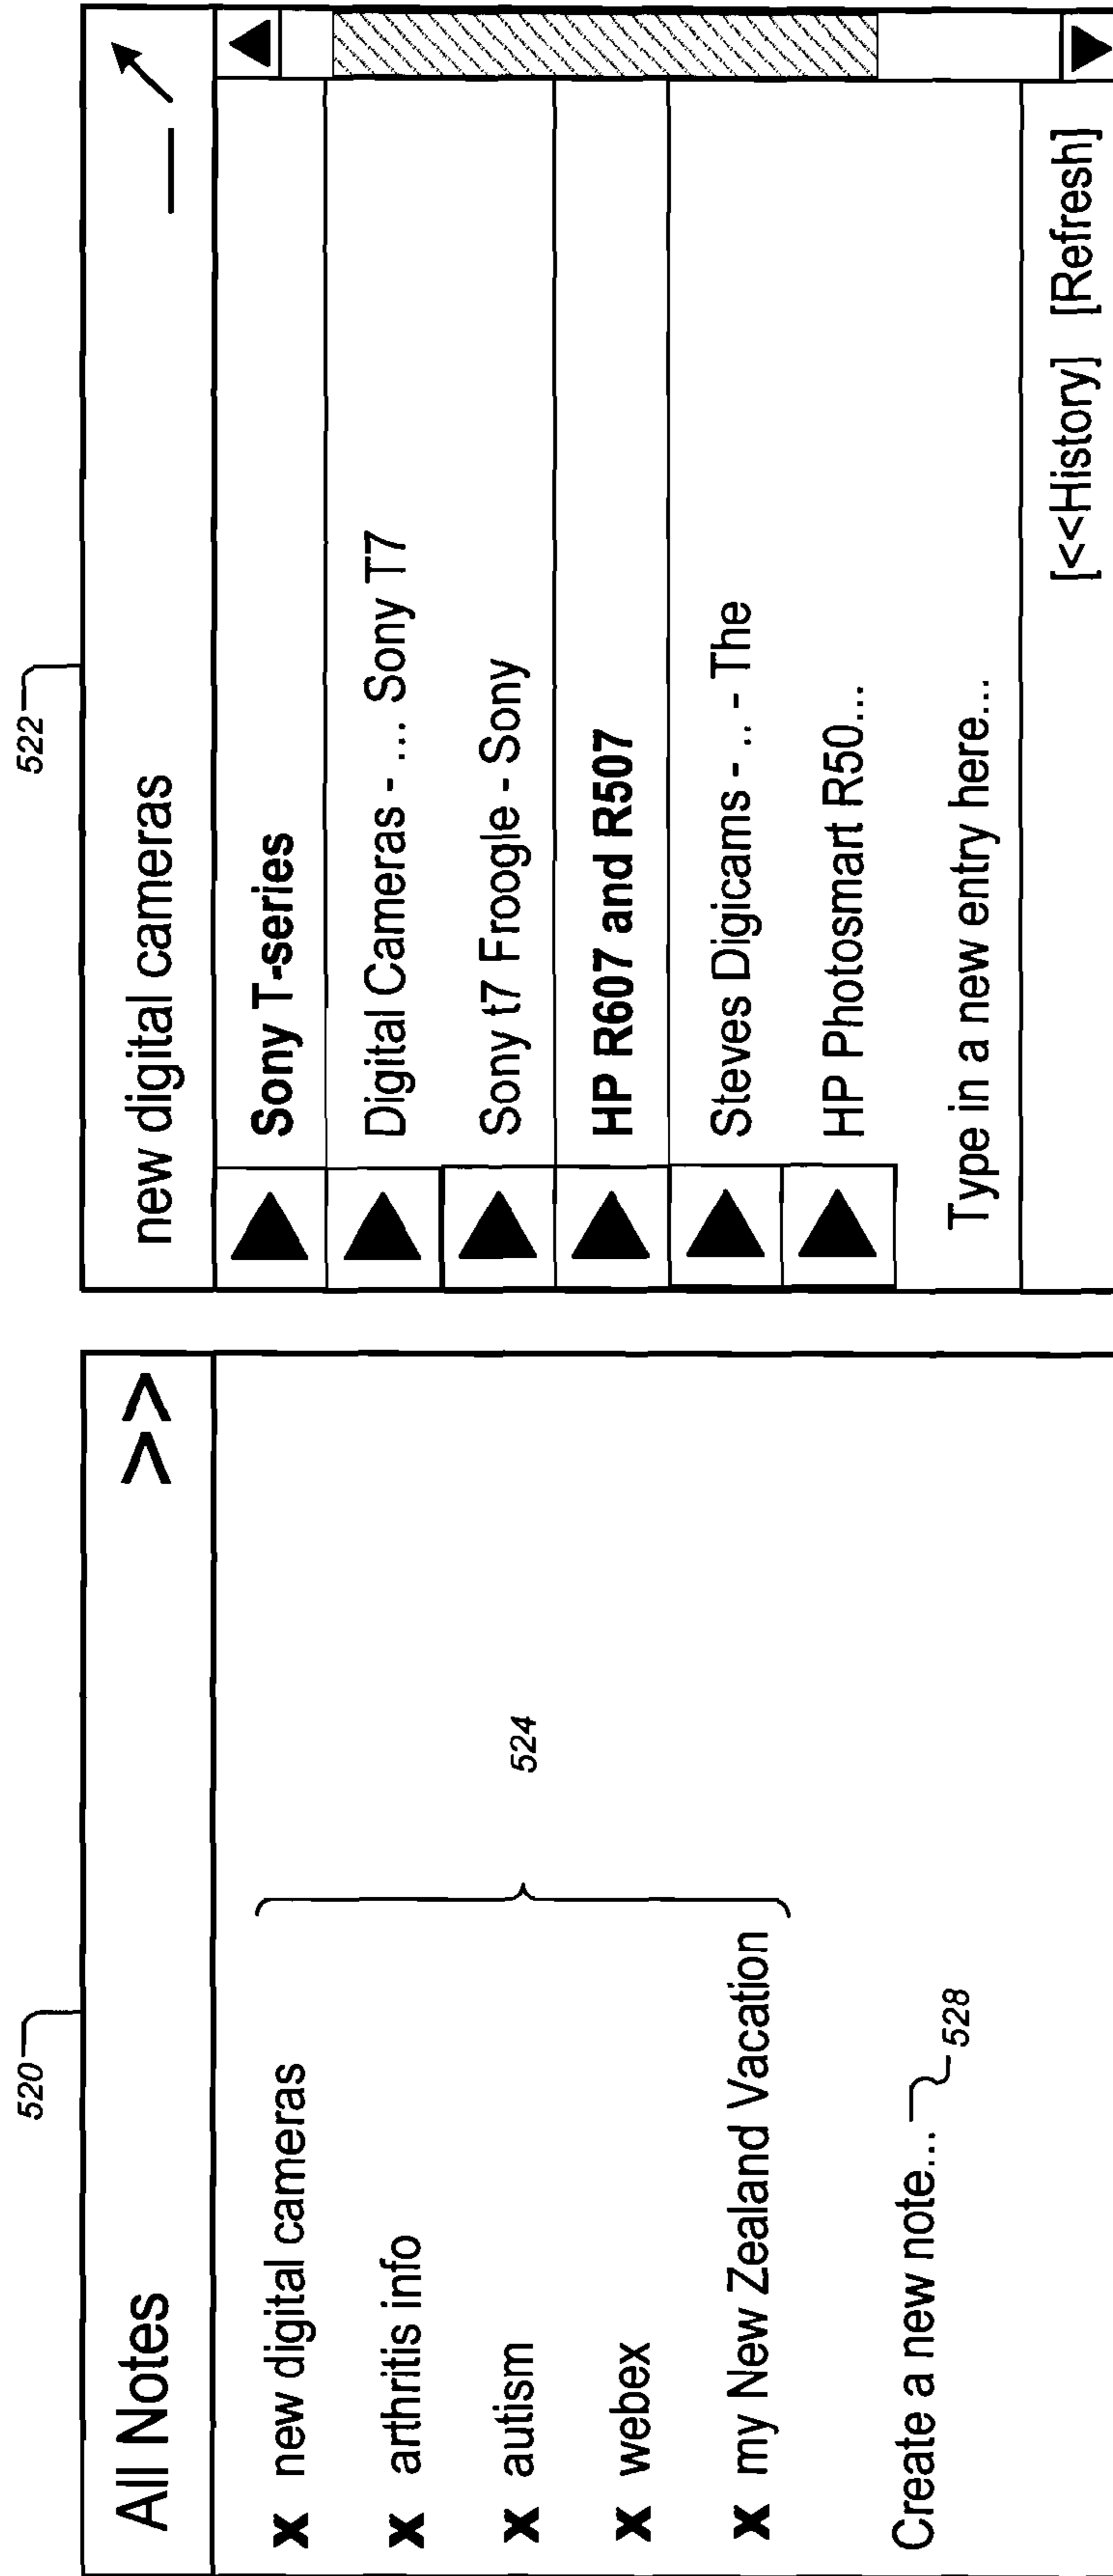 520
All Notes >>
x new digital cameras
x arthritis info
x autism
x webex
x my New Zealand Vacation
524
Create a new note...
528
522
new digital cameras
Sony T-series
Digital Cameras - ... Sony T7
Sony t7 Froogle - Sony
HP R607 and R507
Steves Digicams - .. - The
HP Photosmart R50...
Type in a new entry here...
[<<History] [Refresh]